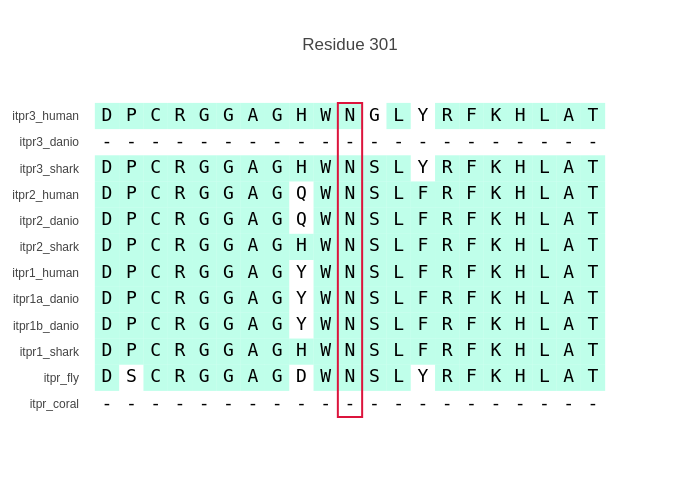 Residue 301
itpr3_human D P C R G G A G H W N G L Y R F K H L A T
itpr3_danio - - - - - - - - - - - - - - - - - - - - -
itpr3_shark D P C R G G A G H W N S L Y R F K H L A T
itpr2_human D P C R G G A G Q W N S L F R F K H L A T
itpr2_danio D P C R G G A G Q W N S L F R F K H L A T
itpr2_shark D P C R G G A G H W N S L F R F K H L A T
itpr1_human D P C R G G A G Y W N S L F R F K H L A T
itpr1a_danio D P C R G G A G Y W N S L F R F K H L A T
itpr1b_danio D P C R G G A G Y W N S L F R F K H L A T
itpr1_shark D P C R G G A G H W N S L F R F K H L A T
itpr_fly D S C R G G A G D W N S L Y R F K H L A T
itpr_coral - - - - - - - - - - - - - - - - - - - - -